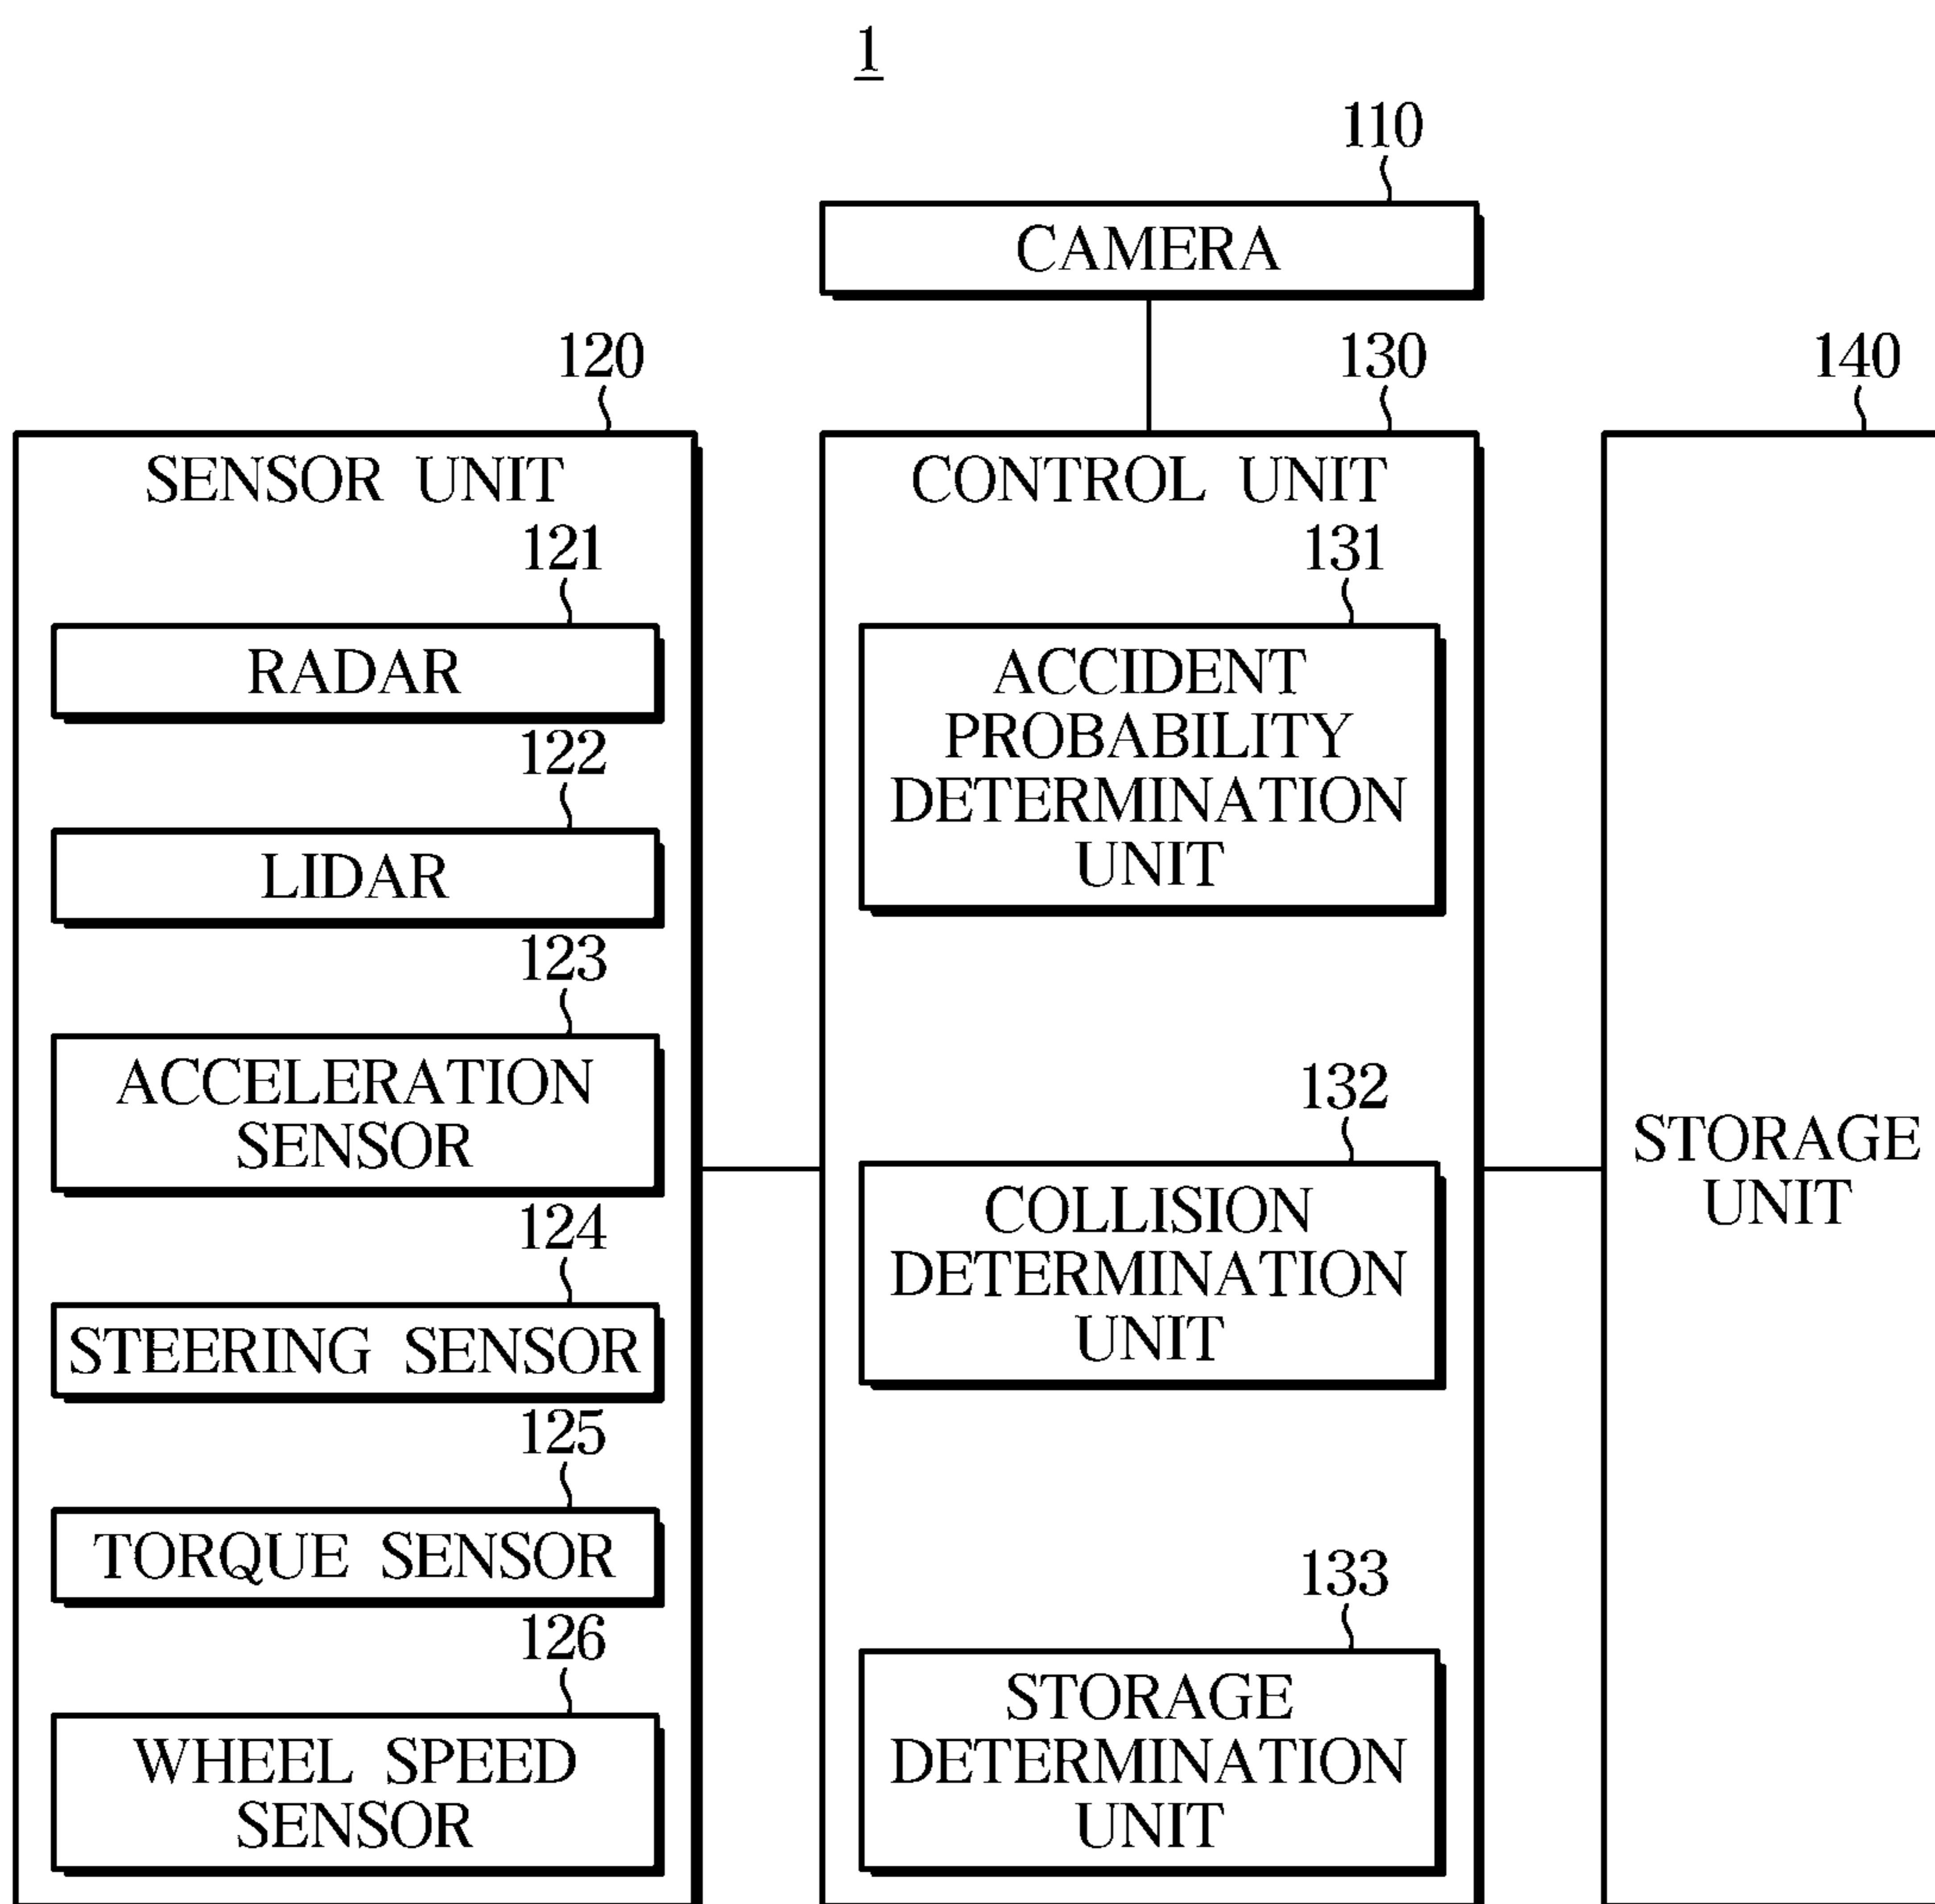 1
110
CAMERA
120
SENSOR UNIT
121
RADAR
122
LIDAR
123
ACCELERATION
SENSOR
124
STEERING SENSOR
125
TORQUE SENSOR
126
WHEEL SPEED
SENSOR
130
CONTROL UNIT
131
ACCIDENT
PROBABILITY
DETERMINATION
UNIT
132
COLLISION
DETERMINATION
UNIT
133
STORAGE
DETERMINATION
UNIT
140
STORAGE
UNIT